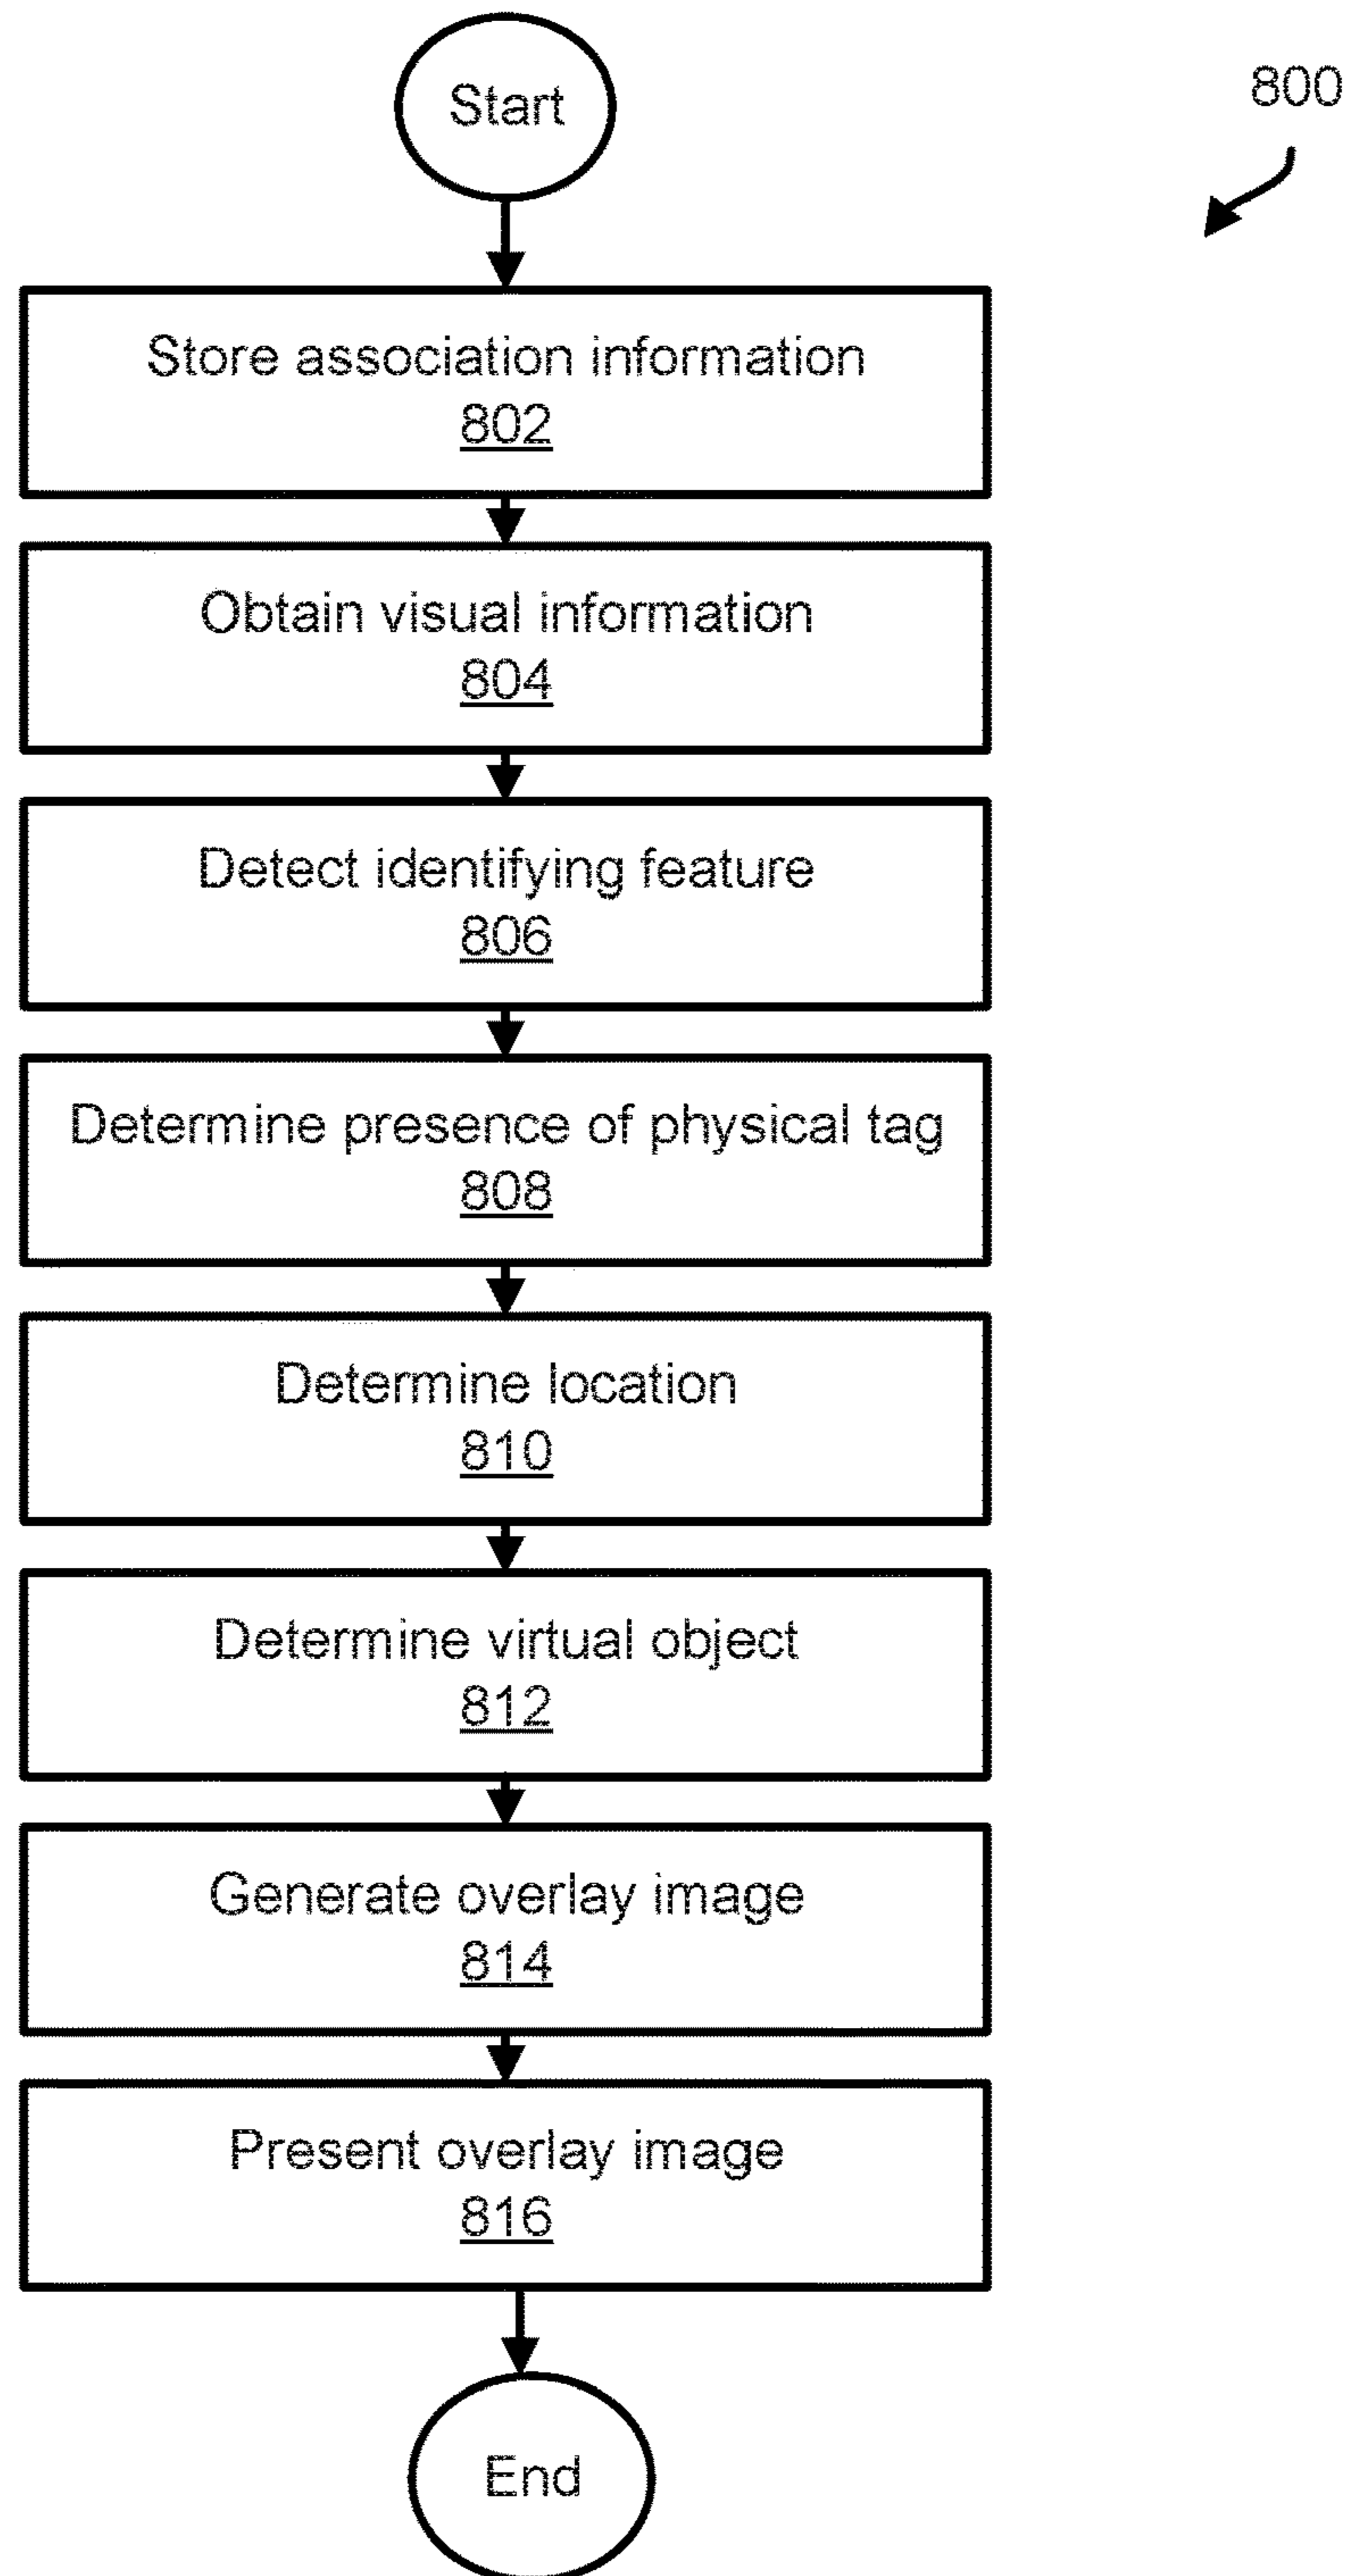 Start
800
Store association information
802
Obtain visual information
804
Detect identifying feature
806
Determine presence of physical tag
808
Determine location
810
Determine virtual object
812
Generate overlay image
814
Present overlay image
816
End